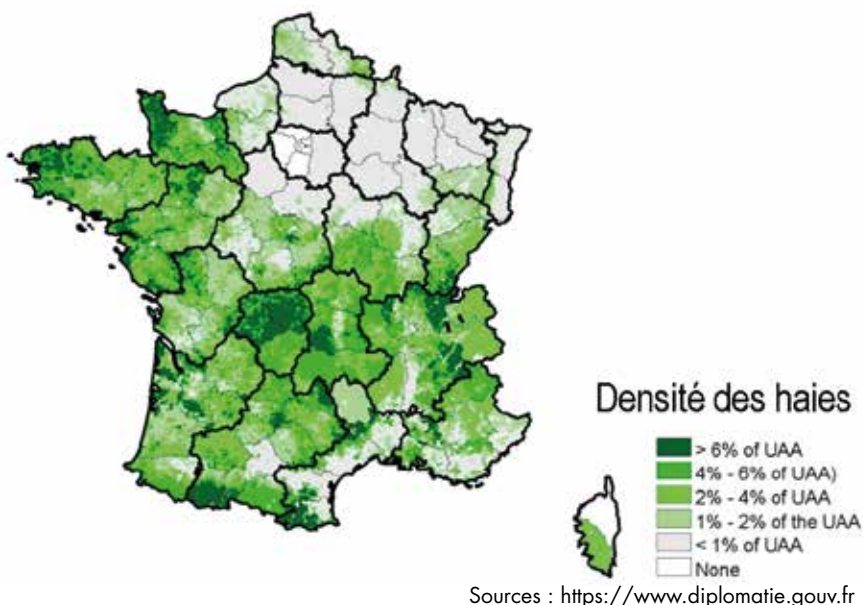 Densité des haies
> 6% of UAA
4% - 6% of UAA)
2% - 4% of UAA
1% - 2% of the UAA
< 1% of UAA
None
Sources : https://www.diplomatie.gouv.fr